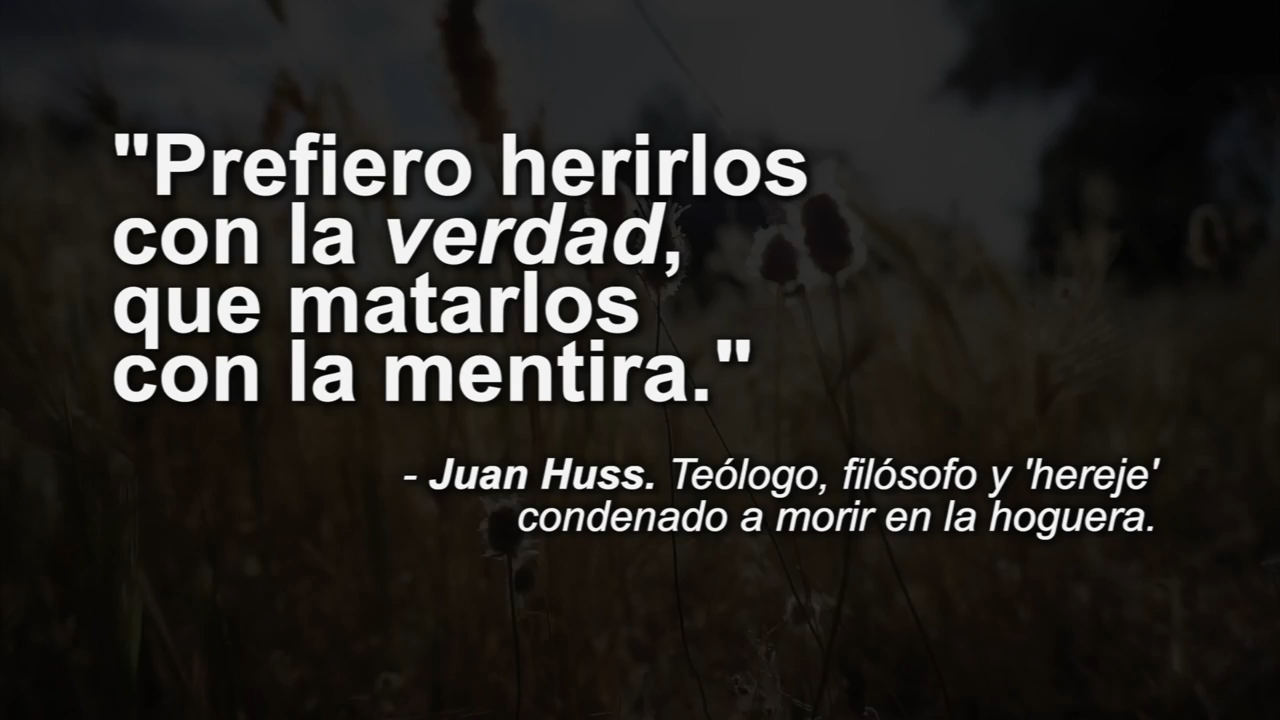 "Prefiero herirlos
con la verdad,
que matarlos
con la mentira."
- Juan Huss. Teólogo, filósofo y 'hereje'
condenado a morir en la hoguera.